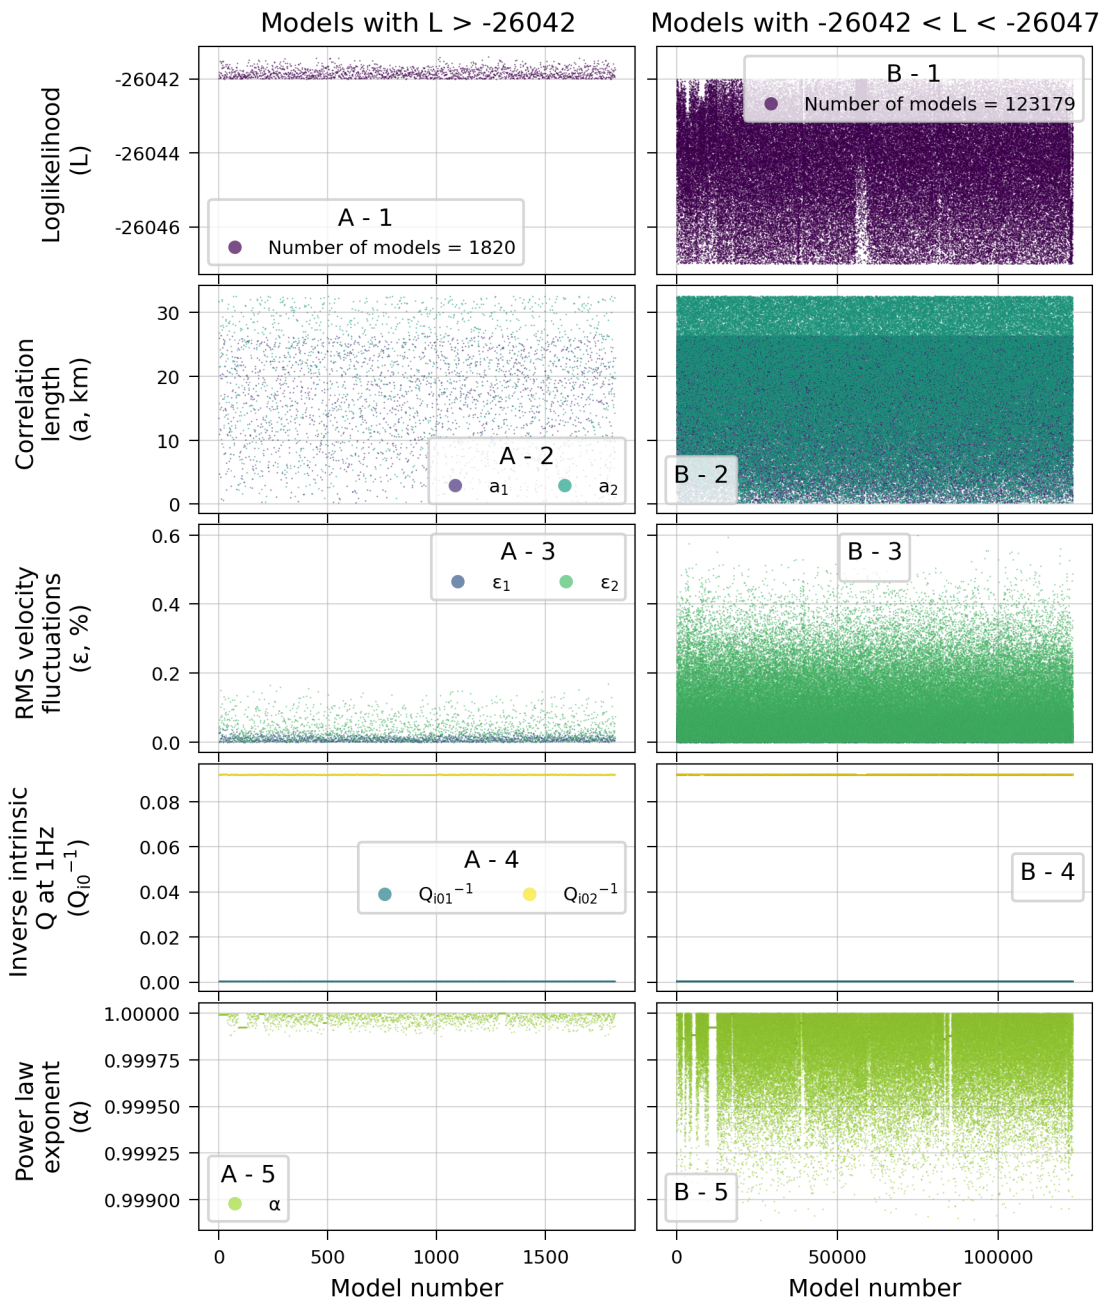 Models with L > -26042
Models with -26042 < L < -26047
Loglikelihood
(L)
-26042
-26044
-26046
A - 1
Number of models = 1820
B - 1
Number of models = 123179
Correlation
length
(a, km)
30
20
10
0
A - 2
a₁ a₂
B - 2
RMS velocity
fluctuations
(ε, %)
0.6
0.4
0.2
0.0
A - 3
ε₁ ε₂
B - 3
Inverse intrinsic
Q at 1Hz
(Qᵢ₀⁻¹)
0.08
0.06
0.04
0.02
0.00
A - 4
Qᵢ₀₁⁻¹ Qᵢ₀₂⁻¹
B - 4
Power law
exponent
(α)
1.00000
0.99975
0.99950
0.99925
0.99900
A - 5
α
B - 5
0 500 1000 1500
0 50000 100000
Model number
Model number